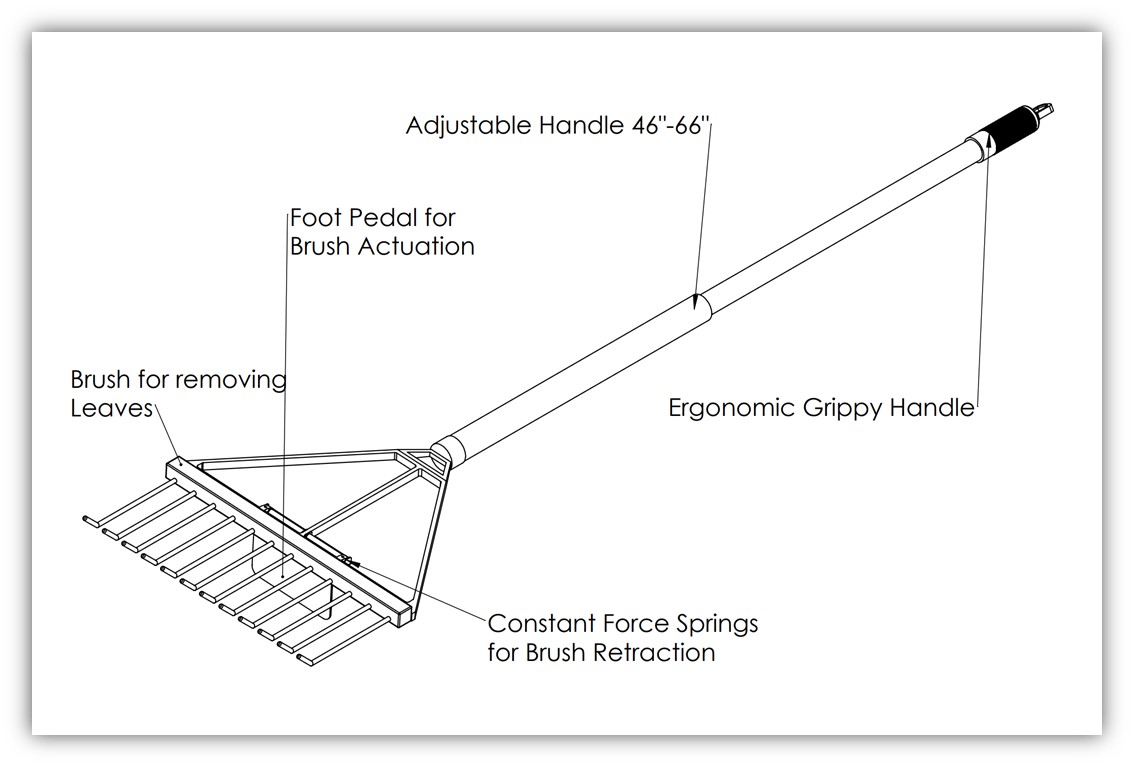 Adjustable Handle 46"-66"
Foot Pedal for
Brush Actuation
Brush for removing
Leaves
Ergonomic Grippy Handle
Constant Force Springs
for Brush Retraction